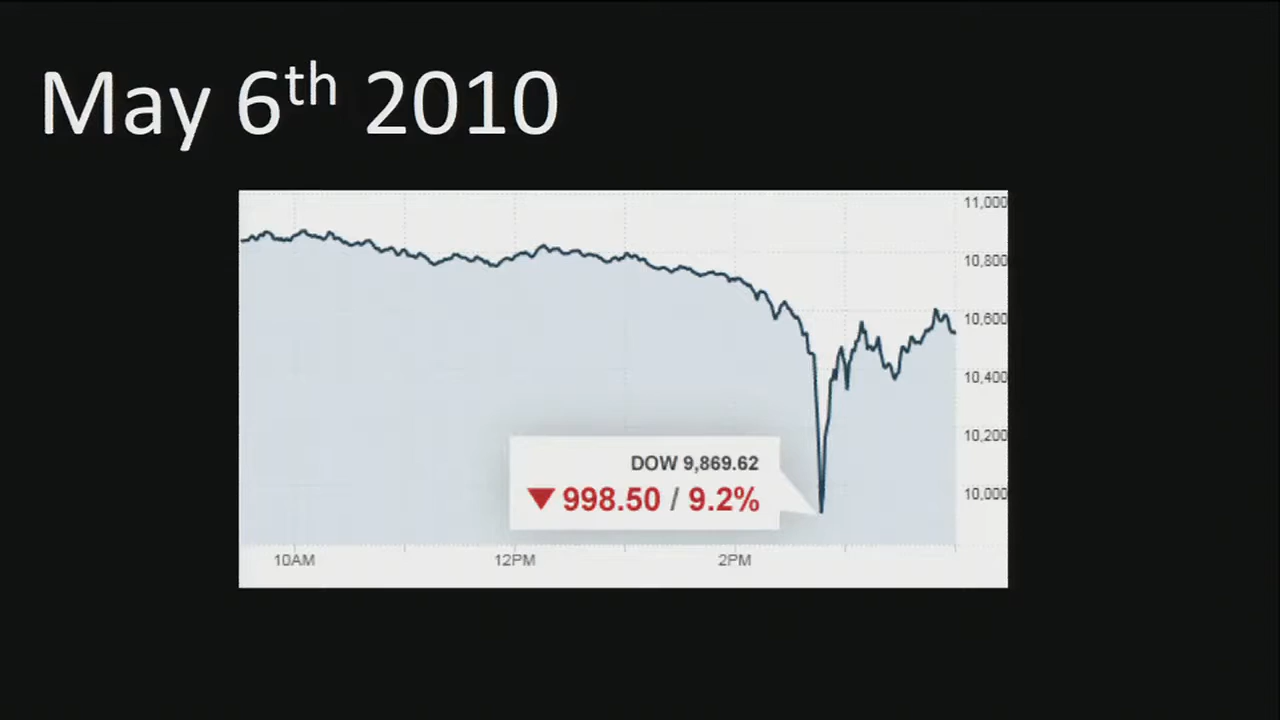 May 6th 2010
11,000
10,800
10,600
10,400
10,200
10,000
DOW 9,869.62
▼ 998.50 / 9.2%
10AM 12PM 2PM